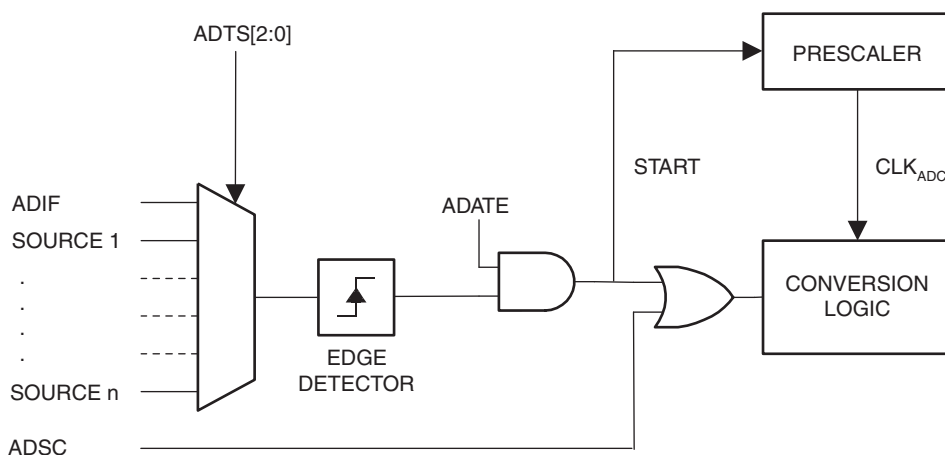 ADTS[2:0]
PRESCALER
START
CLKADC
ADIF
ADATE
SOURCE 1
.
.
.
.
CONVERSION
LOGIC
EDGE
DETECTOR
SOURCE n
ADSC